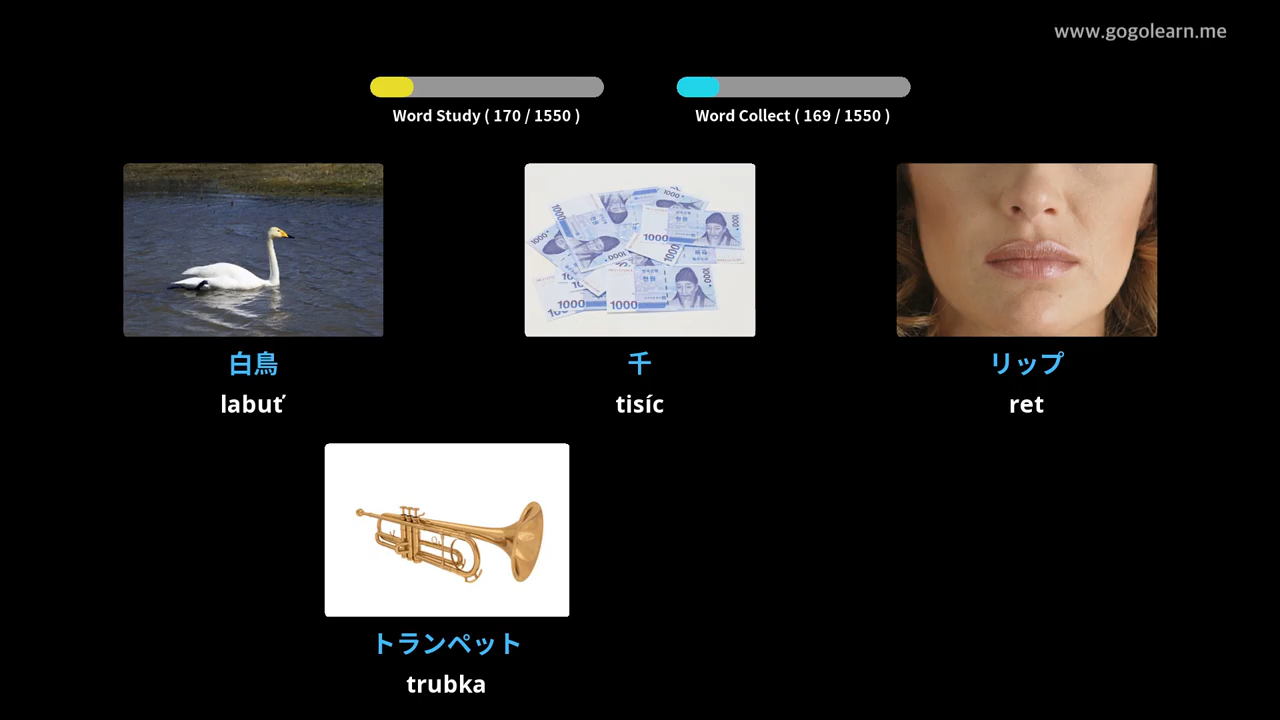 www.gogolearn.me
Word Study ( 170 / 1550 )
Word Collect ( 169 / 1550 )
白鳥
labuť
千
tisíc
リップ
ret
トランペット
trubka